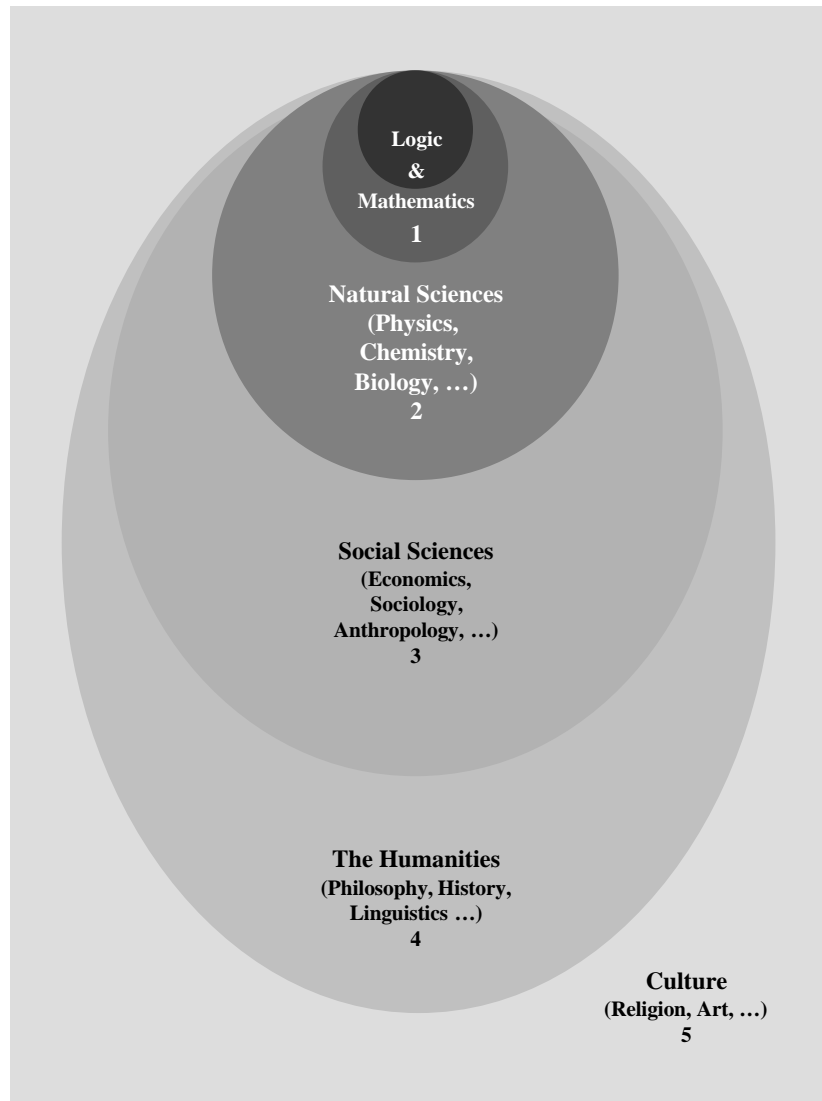 Logic
&
Mathematics
1
Natural Sciences
(Physics,
Chemistry,
Biology, …)
2
Social Sciences
(Economics,
Sociology,
Anthropology, …)
3
The Humanities
(Philosophy, History,
Linguistics …)
4
Culture
(Religion, Art, …)
5